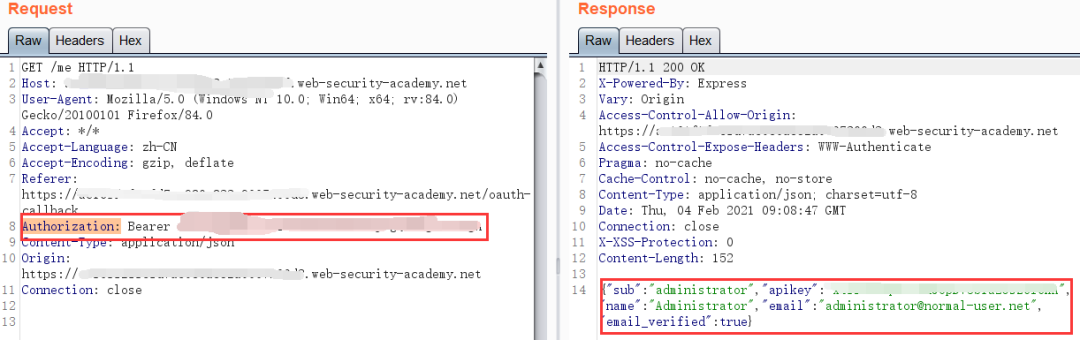 Request
Raw Headers Hex
1 GET /me HTTP/1.1
2 Host: .web-security-academy.net
3 User-Agent: Mozilla/5.0 (Windows NT 10.0; Win64; x64; rv:84.0)
Gecko/20100101 Firefox/84.0
4 Accept: */*
5 Accept-Language: zh-CN
6 Accept-Encoding: gzip, deflate
7 Referer:
https:// .web-security-academy.net/oauth-
callback
8 Authorization: Bearer
9 Content-Type: application/json
10 Origin:
https:// .web-security-academy.net
11 Connection: close
12
13
Response
Raw Headers Hex
1 HTTP/1.1 200 OK
2 X-Powered-By: Express
3 Vary: Origin
4 Access-Control-Allow-Origin:
https:// .web-security-academy.net
5 Access-Control-Expose-Headers: WWW-Authenticate
6 Pragma: no-cache
7 Cache-Control: no-cache, no-store
8 Content-Type: application/json; charset=utf-8
9 Date: Thu, 04 Feb 2021 09:08:47 GMT
10 Connection: close
11 X-XSS-Protection: 0
12 Content-Length: 152
13
14 {"sub":"administrator","apikey":" ",
"name":"Administrator","email":"administrator@normal-user.net",
"email_verified":true}